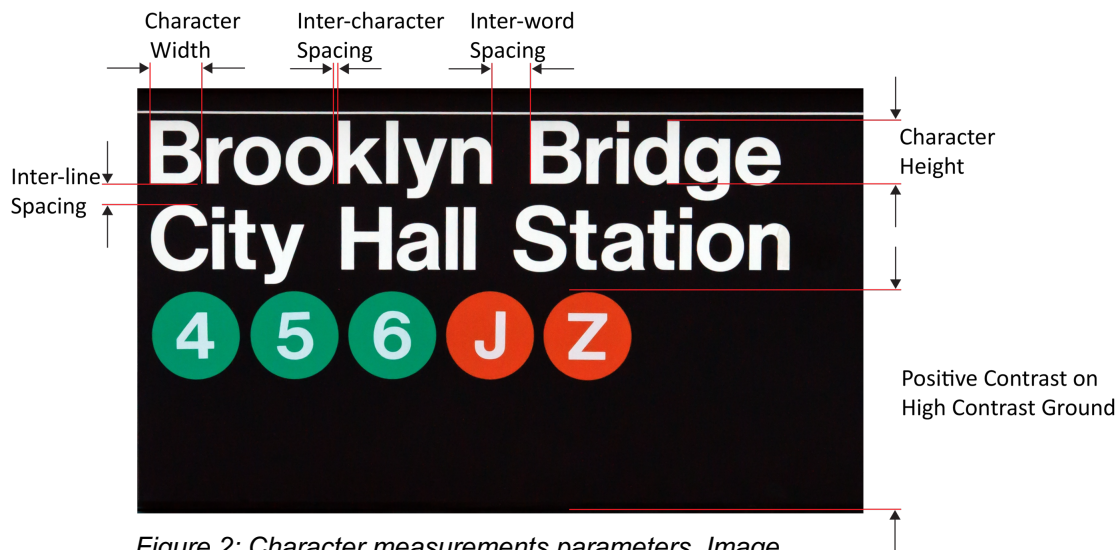 Character Width
Inter-character Spacing
Inter-word Spacing
Brooklyn Bridge
City Hall Station
4 5 6 J Z
Inter-line Spacing
Character Height
Positive Contrast on
High Contrast Ground
Figure 2: Character measurements parameters. Image